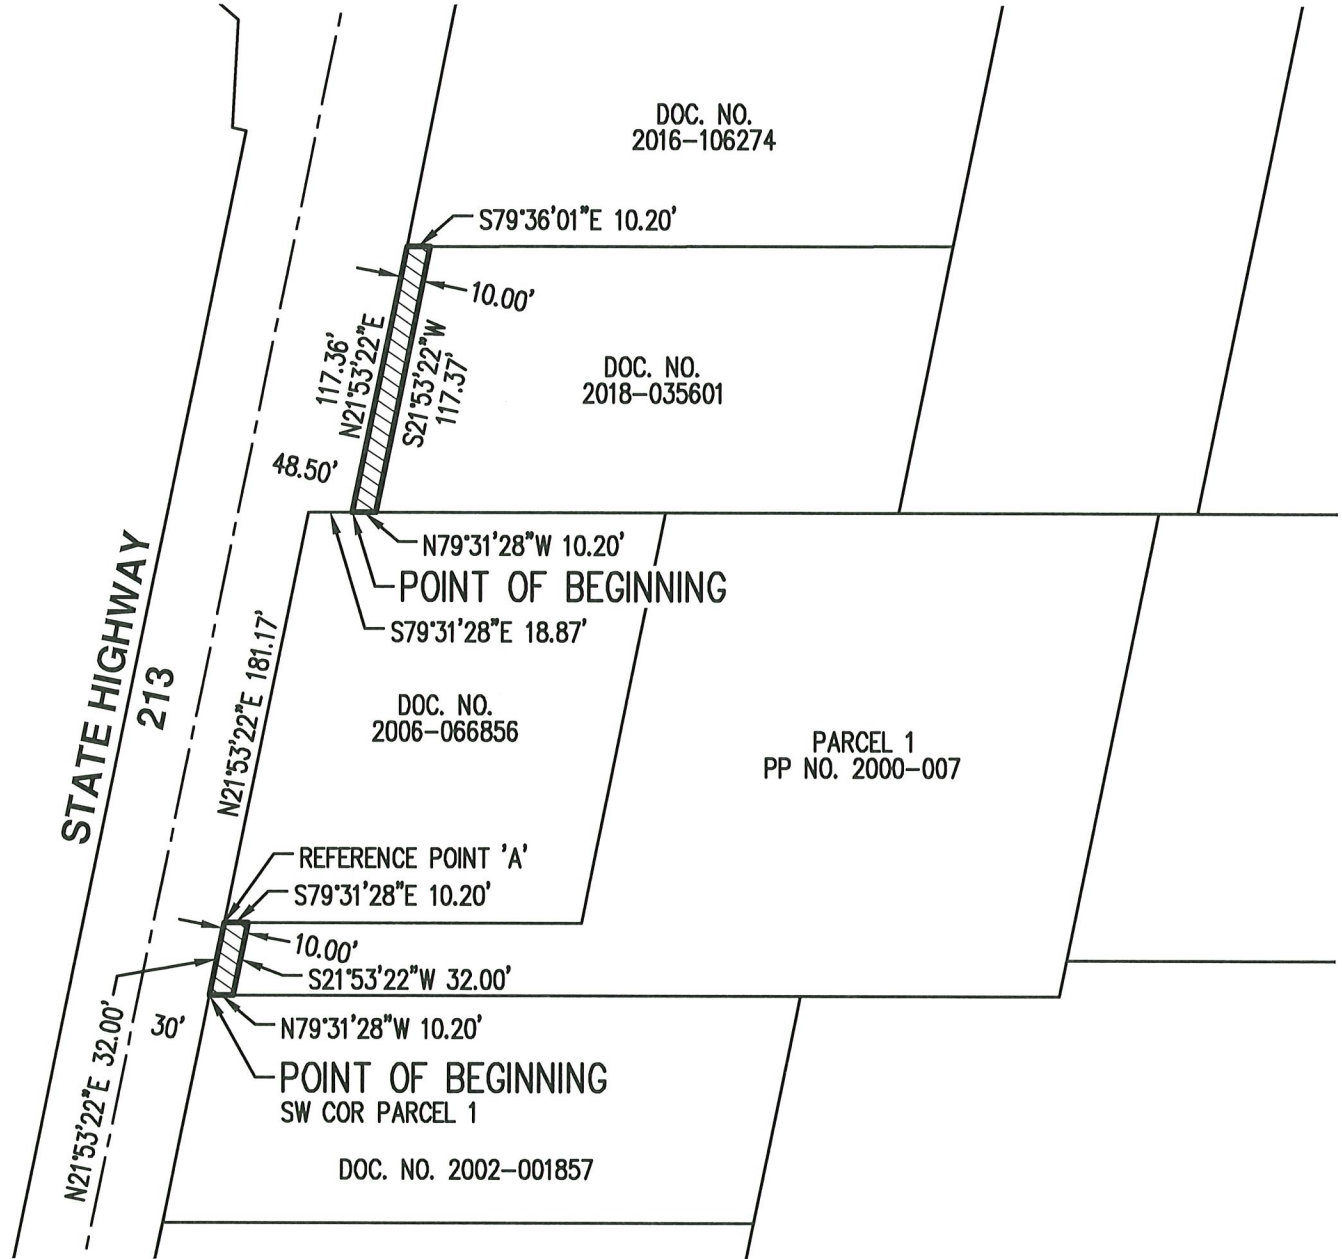 DOC. NO.
2016-106274
S79°36'01"E 10.20'
10.00'
117.36'
N21°53'22"E
S21°53'22"W
117.37'
DOC. NO.
2018-035601
48.50'
N79°31'28"W 10.20'
POINT OF BEGINNING
S79°31'28"E 18.87'
STATE HIGHWAY
213
N21°53'22"E 181.17'
DOC. NO.
2006-066856
PARCEL 1
PP NO. 2000-007
REFERENCE POINT 'A'
S79°31'28"E 10.20'
10.00'
S21°53'22"W 32.00'
N21°53'22"E 32.00'
30'
N79°31'28"W 10.20'
POINT OF BEGINNING
SW COR PARCEL 1
DOC. NO. 2002-001857